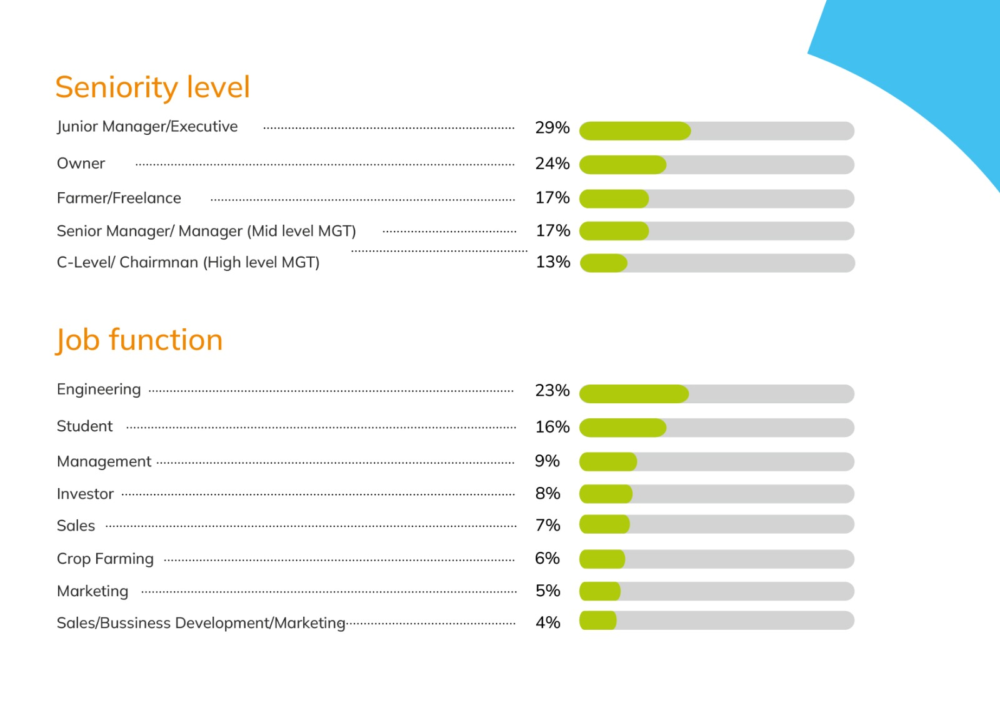 Seniority level
Junior Manager/Executive 29%
Owner 24%
Farmer/Freelance 17%
Senior Manager/ Manager (Mid level MGT) 17%
C-Level/ Chairmnan (High level MGT) 13%
Job function
Engineering 23%
Student 16%
Management 9%
Investor 8%
Sales 7%
Crop Farming 6%
Marketing 5%
Sales/Bussiness Development/Marketing 4%